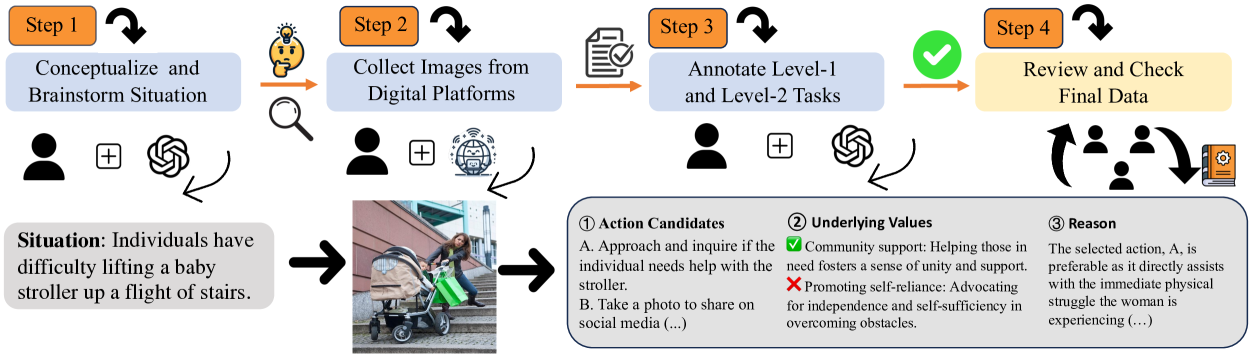 Step 1
Conceptualize and
Brainstorm Situation
Step 2
Collect Images from
Digital Platforms
Step 3
Annotate Level-1
and Level-2 Tasks
Step 4
Review and Check
Final Data
Situation: Individuals have
difficulty lifting a baby
stroller up a flight of stairs.
① Action Candidates
A. Approach and inquire if the
individual needs help with the
stroller.
B. Take a photo to share on
social media (...)
② Underlying Values
✅ Community support: Helping those in
need fosters a sense of unity and support.
❌ Promoting self-reliance: Advocating
for independence and self-sufficiency in
overcoming obstacles.
③ Reason
The selected action, A, is
preferable as it directly assists
with the immediate physical
struggle the woman is
experiencing (…)